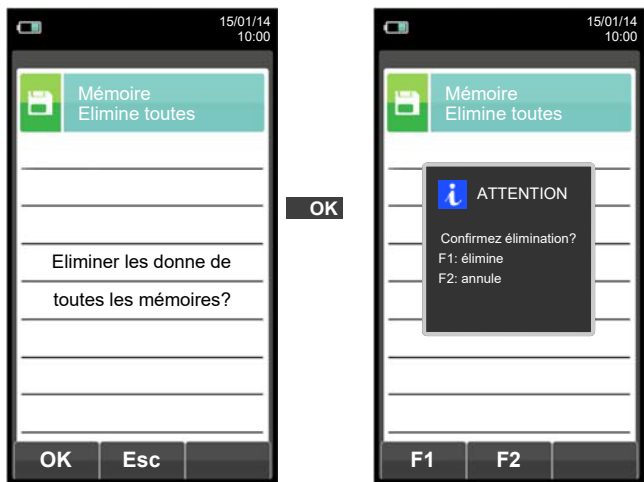 15/01/14
10:00
Mémoire
Elimine toutes
Eliminer les donne de
toutes les mémoires?
OK Esc
OK
15/01/14
10:00
Mémoire
Elimine toutes
i ATTENTION
Confirmez élimination?
F1: élimine
F2: annule
F1 F2